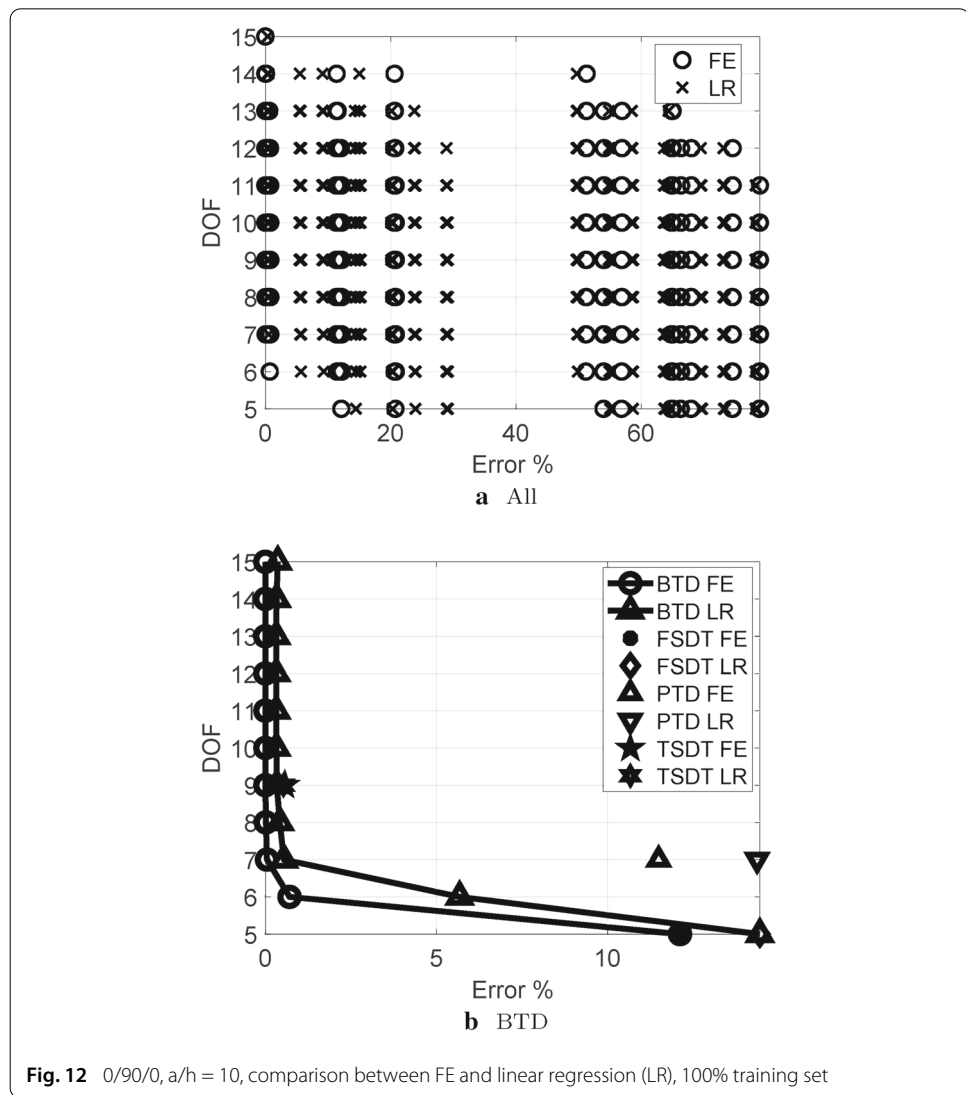 15
14
13
12
11
10
9
8
7
6
5
DOF
FE
LR
0 20 40 60
Error %
a All
15
14
13
12
11
10
9
8
7
6
5
DOF
BTD FE
BTD LR
FSDT FE
FSDT LR
PTD FE
PTD LR
TSDT FE
TSDT LR
0 5 10
Error %
b BTD
Fig. 12 0/90/0, a/h = 10, comparison between FE and linear regression (LR), 100% training set